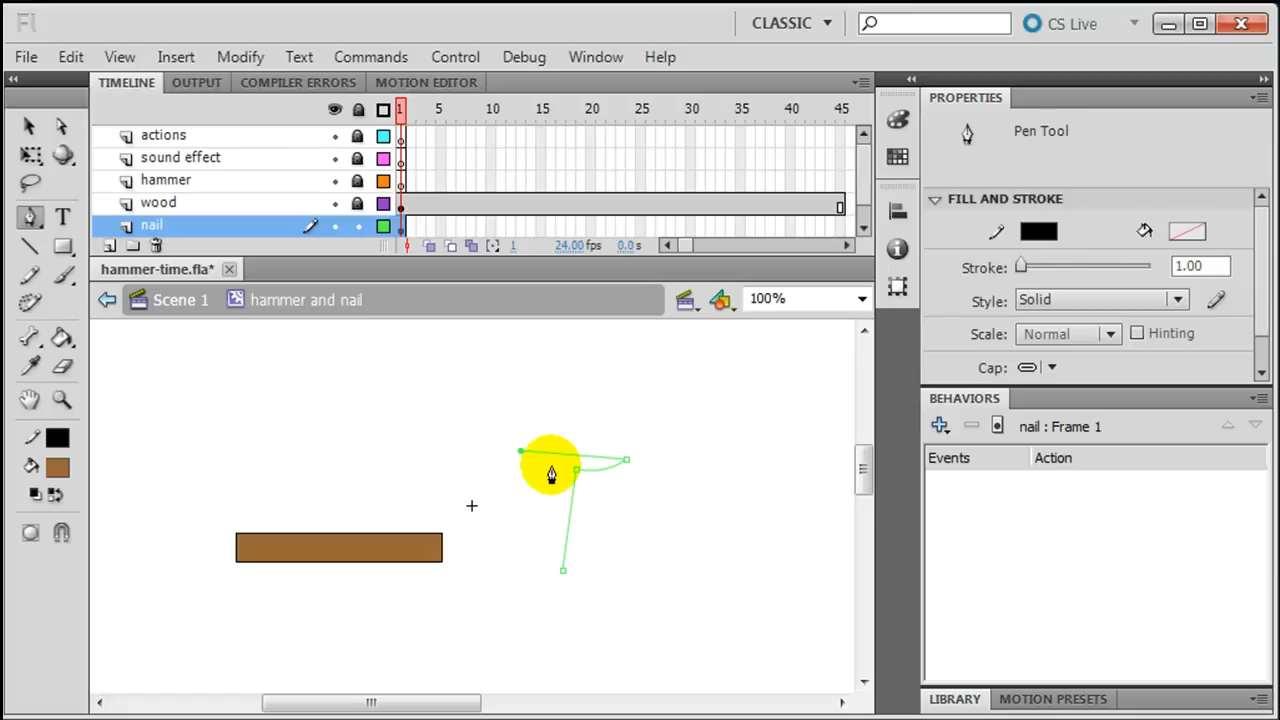 Fl CLASSIC CS Live
File Edit View Insert Modify Text Commands Control Debug Window Help
TIMELINE OUTPUT COMPILER ERRORS MOTION EDITOR
1 5 10 15 20 25 30 35 40 45
actions
sound effect
hammer
wood
nail
1 24.00 fps 0.0 s
hammer-time.fla*
Scene 1 hammer and nail 100%
PROPERTIES
Pen Tool
FILL AND STROKE
Stroke: 1.00
Style: Solid
Scale: Normal Hinting
Cap:
BEHAVIORS
nail : Frame 1
Events Action
LIBRARY MOTION PRESETS